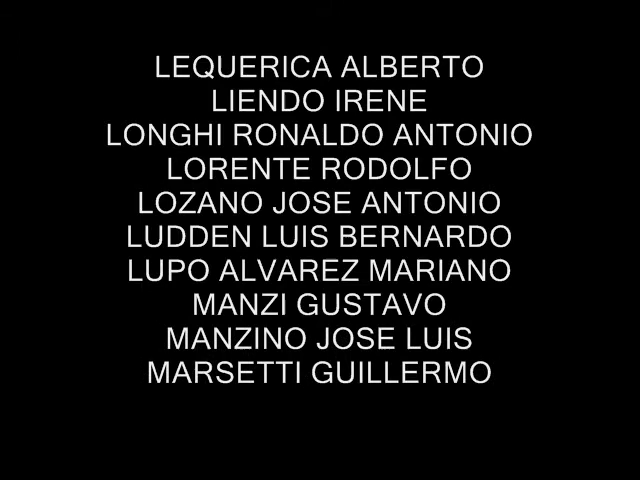 LEQUERICA ALBERTO
LIENDO IRENE
LONGHI RONALDO ANTONIO
LORENTE RODOLFO
LOZANO JOSE ANTONIO
LUDDEN LUIS BERNARDO
LUPO ALVAREZ MARIANO
MANZI GUSTAVO
MANZINO JOSE LUIS
MARSETTI GUILLERMO